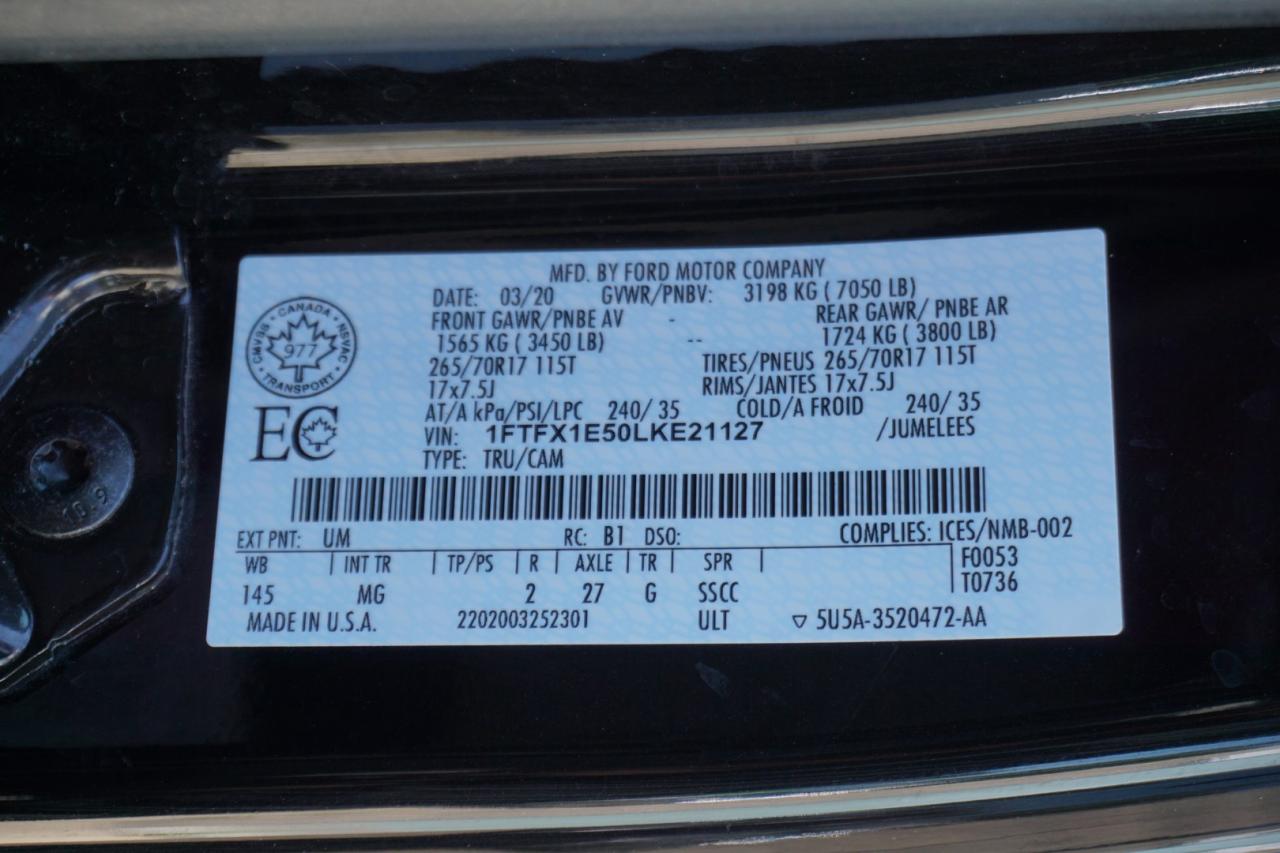 MFD. BY FORD MOTOR COMPANY
DATE: 03/20 GVWR/PNBV: 3198 KG ( 7050 LB)
FRONT GAWR/PNBE AV - REAR GAWR/ PNBE AR
1565 KG ( 3450 LB) -- 1724 KG ( 3800 LB)
265/70R17 115T TIRES/PNEUS 265/70R17 115T
17x7.5J RIMS/JANTES 17x7.5J
AT/A kPa/PSI/LPC 240/ 35 COLD/A FROID 240/ 35
VIN: 1FTFX1E50LKE21127 /JUMELEES
TYPE: TRU/CAM
CANADA
CMVSS NSVAC
977
TRANSPORT
EC
EXT PNT: UM RC: B1 DSO: COMPLIES: ICES/NMB-002
WB | INT TR | TP/PS | R | AXLE | TR | SPR | F0053
T0736
145 MG 2 27 G SSCC
MADE IN U.S.A. 2202003252301 ULT ▽ 5U5A-3520472-AA
10.9